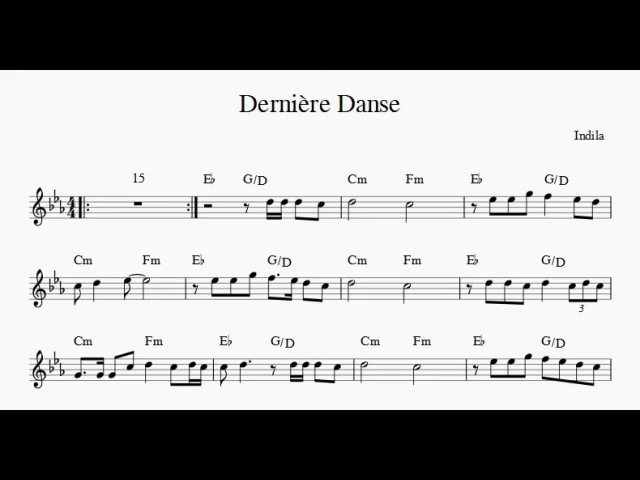 Dernière Danse
Indila
15 E♭ G/D Cm Fm E♭ G/D
Cm Fm E♭ G/D Cm Fm E♭ G/D
3
Cm Fm E♭ G/D Cm Fm E♭ G/D